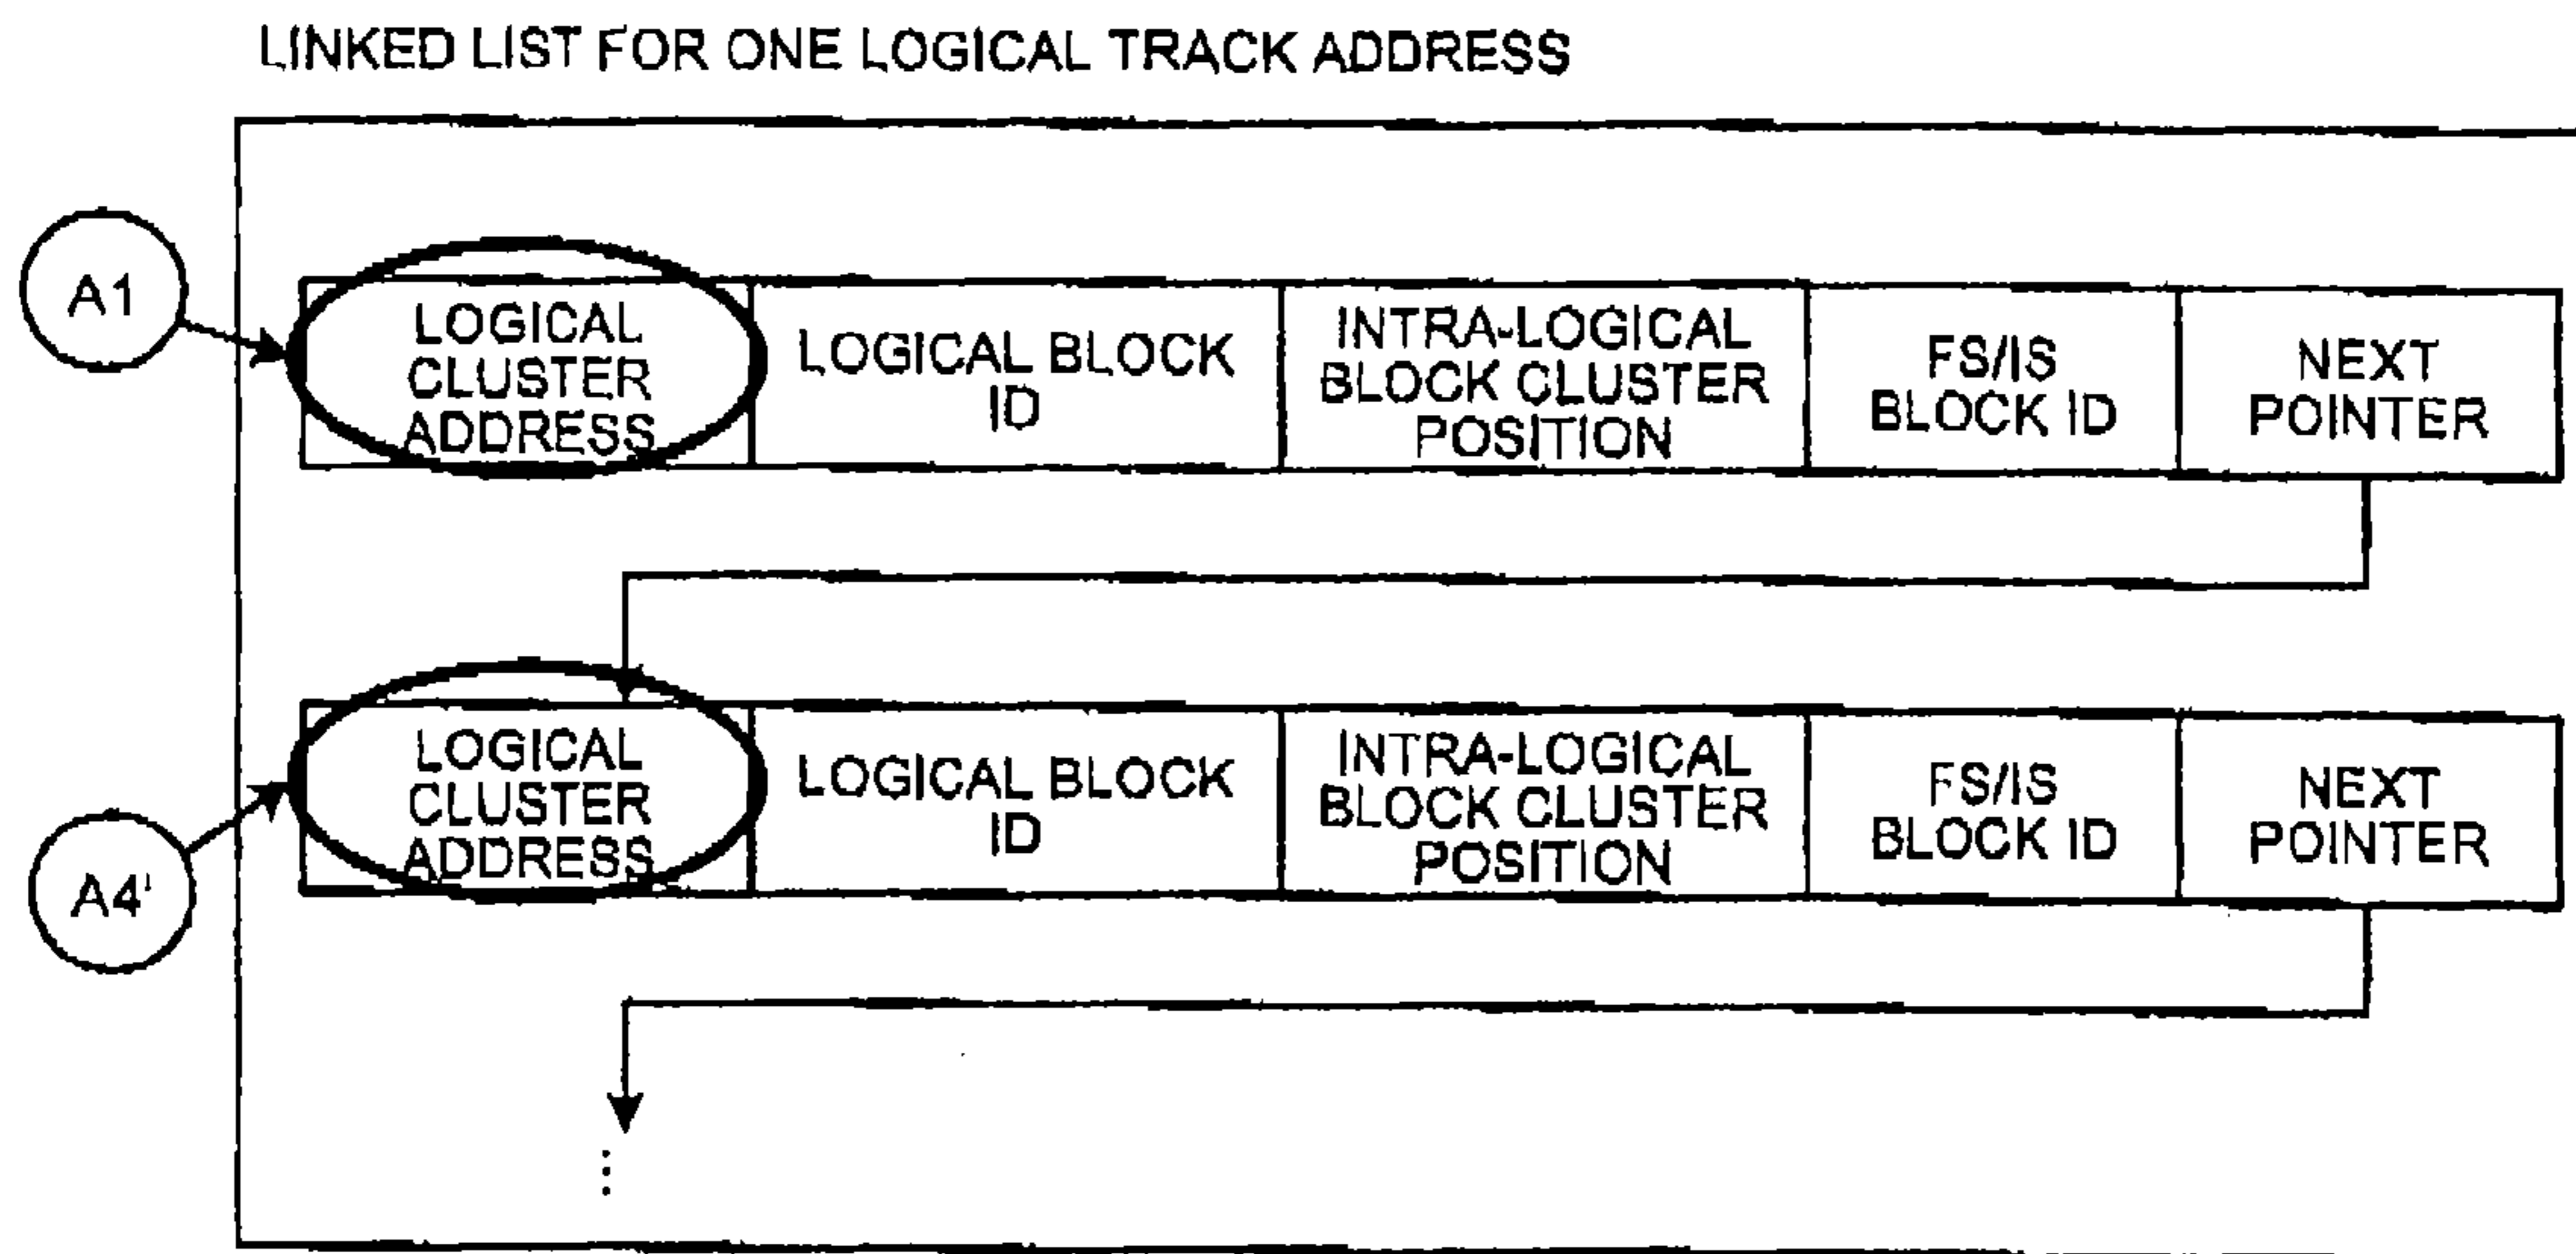 LINKED LIST FOR ONE LOGICAL TRACK ADDRESS
A1
LOGICAL
CLUSTER
ADDRESS
LOGICAL BLOCK
ID
INTRA-LOGICAL
BLOCK CLUSTER
POSITION
FS/IS
BLOCK ID
NEXT
POINTER
A4'
LOGICAL
CLUSTER
ADDRESS
LOGICAL BLOCK
ID
INTRA-LOGICAL
BLOCK CLUSTER
POSITION
FS/IS
BLOCK ID
NEXT
POINTER
⋮